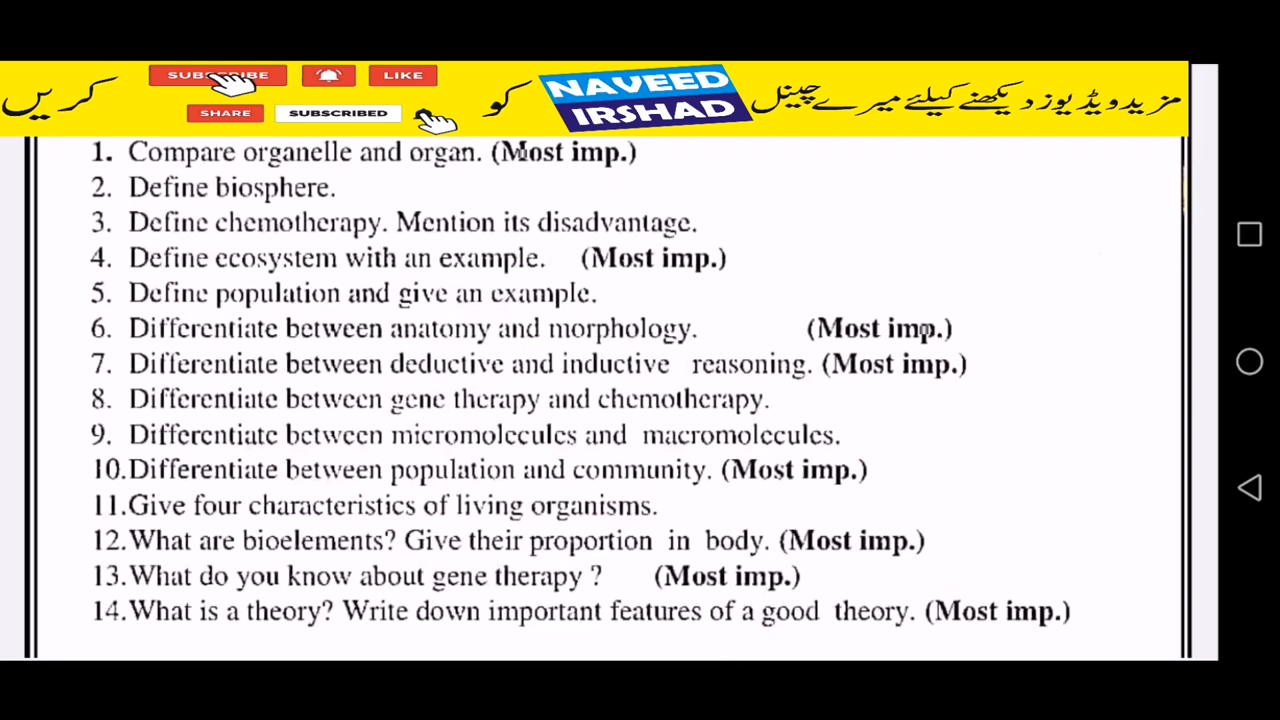 SUBSCRIBE LIKE
مزید ویڈیوز دیکھنے کیلئے میرے چینل NAVEED IRSHAD کو کریں
SHARE SUBSCRIBED
1. Compare organelle and organ. (Most imp.)
2. Define biosphere.
3. Define chemotherapy. Mention its disadvantage.
4. Define ecosystem with an example. (Most imp.)
5. Define population and give an example.
6. Differentiate between anatomy and morphology. (Most imp.)
7. Differentiate between deductive and inductive reasoning. (Most imp.)
8. Differentiate between gene therapy and chemotherapy.
9. Differentiate between micromolecules and macromolecules.
10.Differentiate between population and community. (Most imp.)
11.Give four characteristics of living organisms.
12.What are bioelements? Give their proportion in body. (Most imp.)
13.What do you know about gene therapy ? (Most imp.)
14.What is a theory? Write down important features of a good theory. (Most imp.)